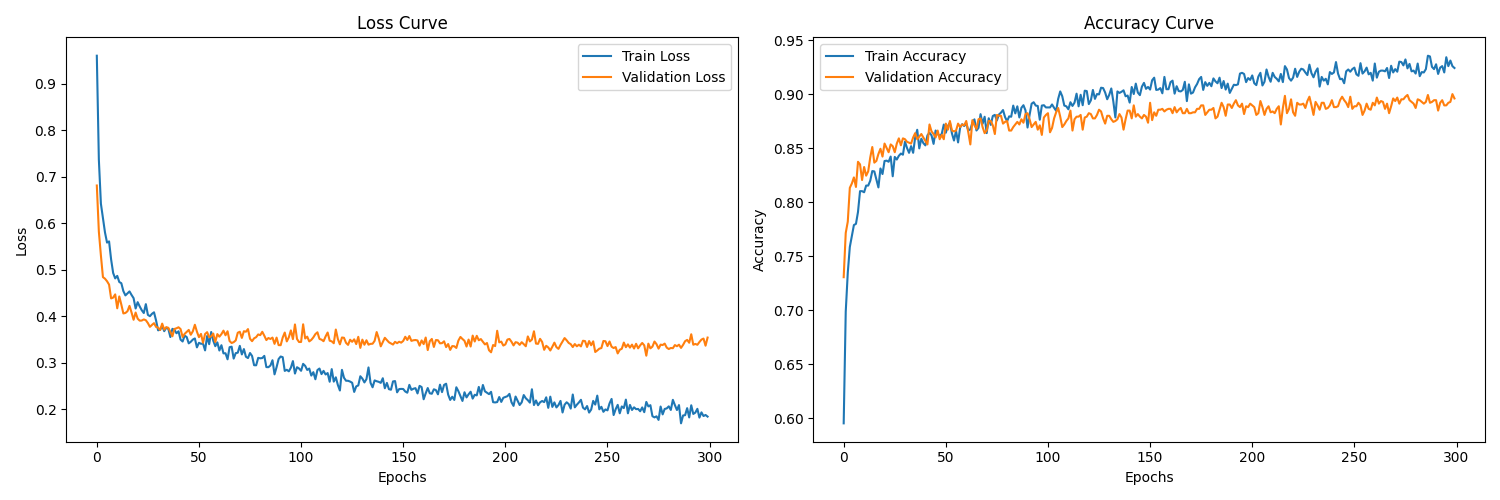 Loss Curve
Train Loss
Validation Loss
0.9
0.8
0.7
0.6
0.5
0.4
0.3
0.2
Loss
0 50 100 150 200 250 300
Epochs
Accuracy Curve
Train Accuracy
Validation Accuracy
0.95
0.90
0.85
0.80
0.75
0.70
0.65
0.60
Accuracy
0 50 100 150 200 250 300
Epochs